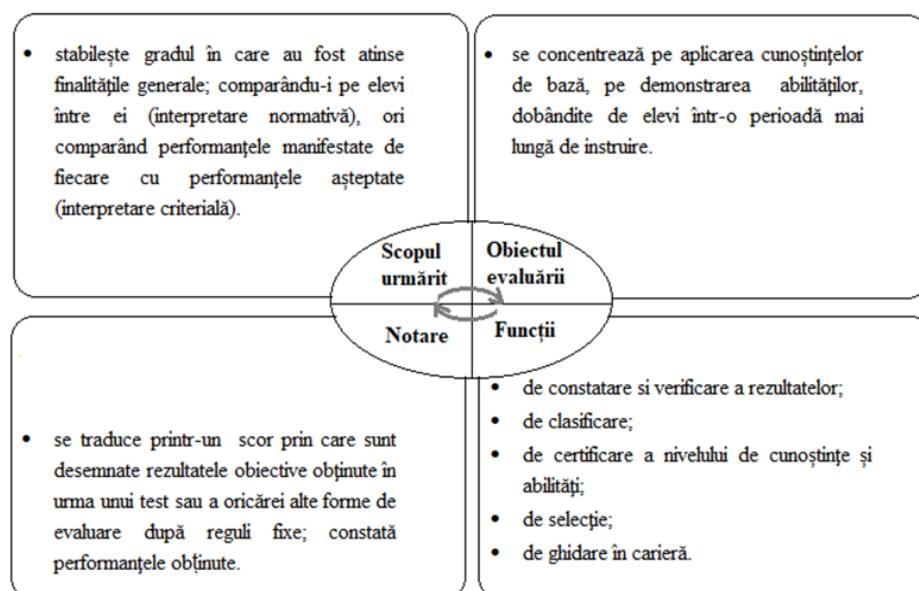 • stabilește gradul în care au fost atinse
finalitățile generale; comparându-i pe elevi
între ei (interpretare normativă), ori
comparând performanțele manifestate de
fiecare cu performanțele așteptate
(interpretare criterială).
• se concentrează pe aplicarea cunoștințelor
de bază, pe demonstrarea abilităților,
dobândite de elevi într-o perioadă mai
lungă de instruire.
Scopul
urmărit
Obiectul
evaluării
Notare
Funcții
• se traduce printr-un scor prin care sunt
desemnate rezultatele obiective obținute în
urma unui test sau a oricărei alte forme de
evaluare după reguli fixe; constată
performanțele obținute.
• de constatare si verificare a rezultatelor;
• de clasificare;
• de certificare a nivelului de cunoștințe și
abilități;
• de selecție;
• de ghidare în carieră.